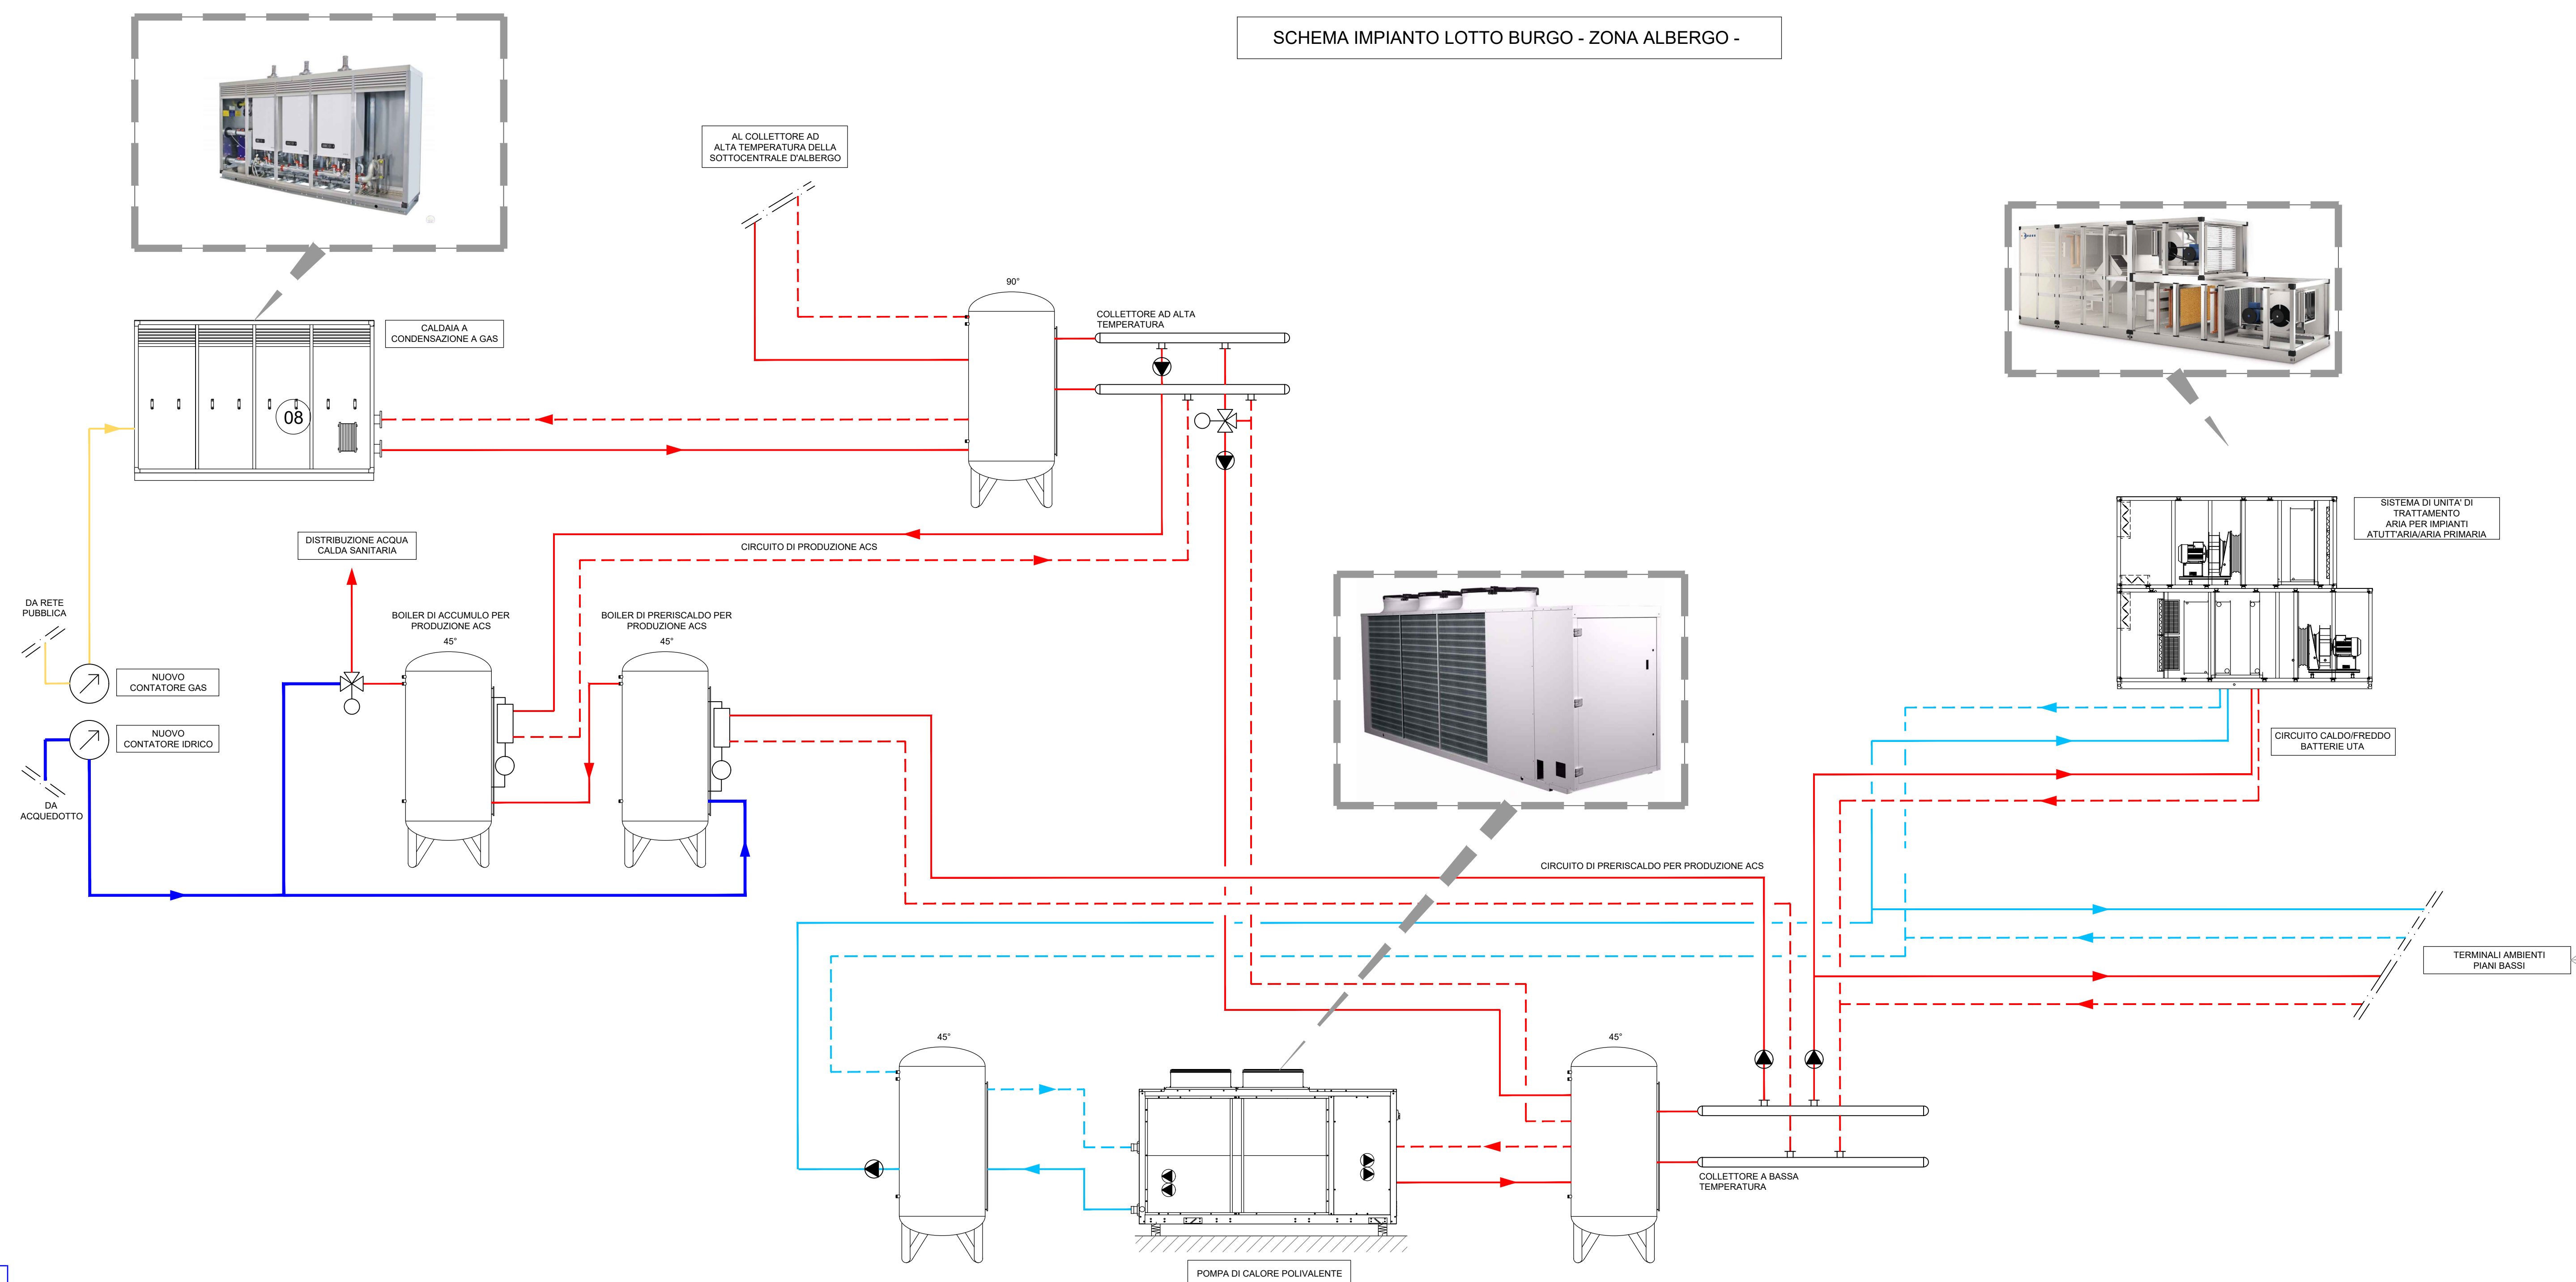 SCHEMA IMPIANTO LOTTO BURGO - ZONA ALBERGO -
AL COLLETTORE AD
ALTA TEMPERATURA DELLA
SOTTOCENTRALE D'ALBERGO
90°
COLLETTORE AD ALTA
TEMPERATURA
CALDAIA A
CONDENSAZIONE A GAS
08
SISTEMA DI UNITA' DI
TRATTAMENTO
ARIA PER IMPIANTI
ATUTT'ARIA/ARIA PRIMARIA
DISTRIBUZIONE ACQUA
CALDA SANITARIA
CIRCUITO DI PRODUZIONE ACS
DA RETE
PUBBLICA
BOILER DI ACCUMULO PER
PRODUZIONE ACS
45°
BOILER DI PRERISCALDO PER
PRODUZIONE ACS
45°
NUOVO
CONTATORE GAS
NUOVO
CONTATORE IDRICO
DA
ACQUEDOTTO
CIRCUITO CALDO/FREDDO
BATTERIE UTA
CIRCUITO DI PRERISCALDO PER PRODUZIONE ACS
TERMINALI AMBIENTI
PIANI BASSI
45°
45°
COLLETTORE A BASSA
TEMPERATURA
POMPA DI CALORE POLIVALENTE